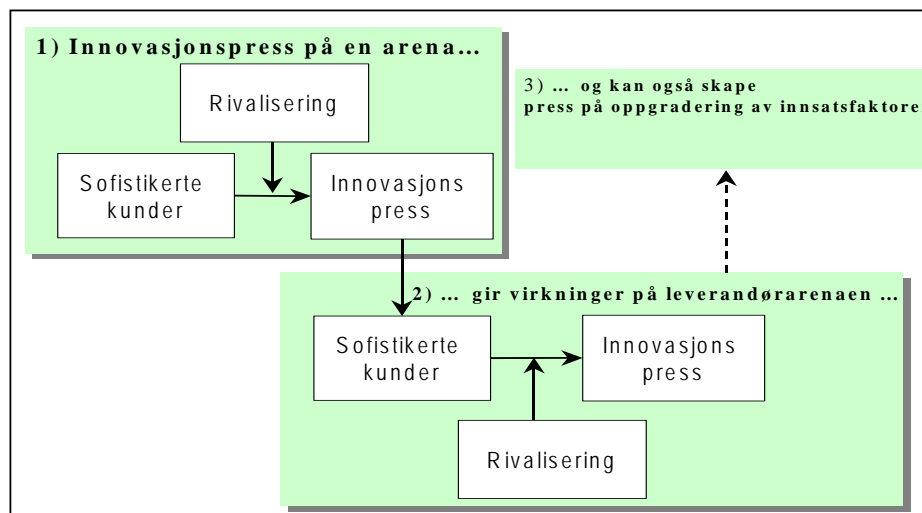 1) Innovasjonspress på en arena…
Rivalisering
Sofistikerte
kunder
Innovasjons
press
3) … og kan også skape
press på oppgradering av innsatsfaktore
2) … gir virkninger på leverandørarenaen …
Sofistikerte
kunder
Innovasjons
press
Rivalisering